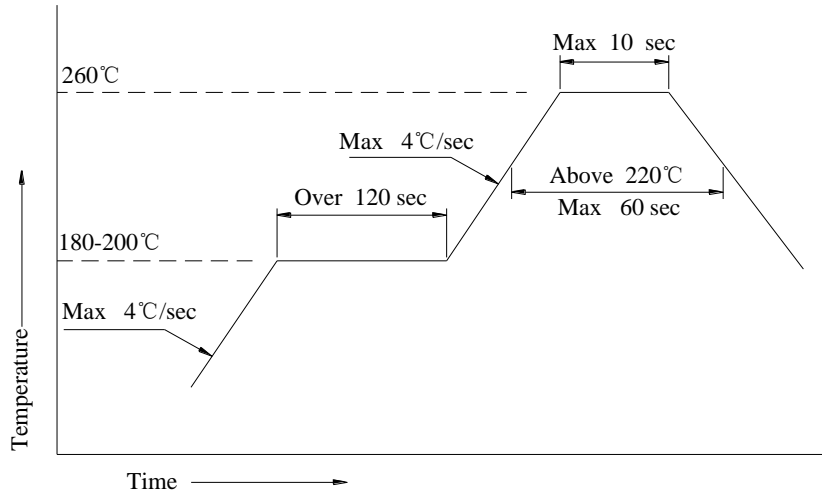 Max 10 sec
260℃
Max 4℃/sec
Above 220℃
Max 60 sec
Over 120 sec
180-200℃
Max 4℃/sec
Temperature
Time